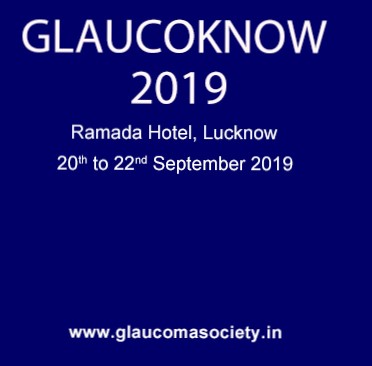 GLAUCOKNOW
2019
Ramada Hotel, Lucknow
20th to 22nd September 2019
www.glaucomasociety.in